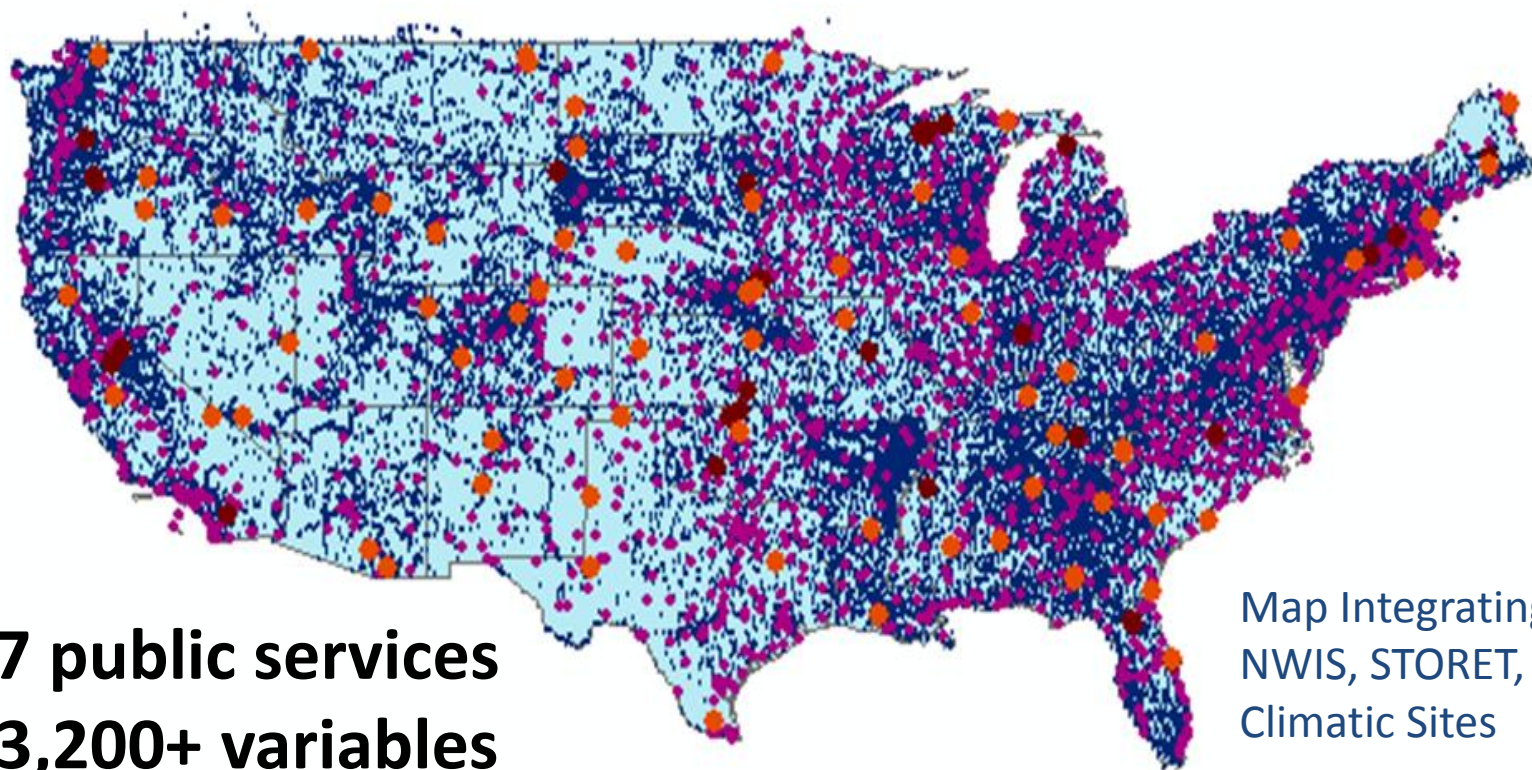 7 public services
3,200+ variables
Map Integrating
NWIS, STORET,
Climatic Sites